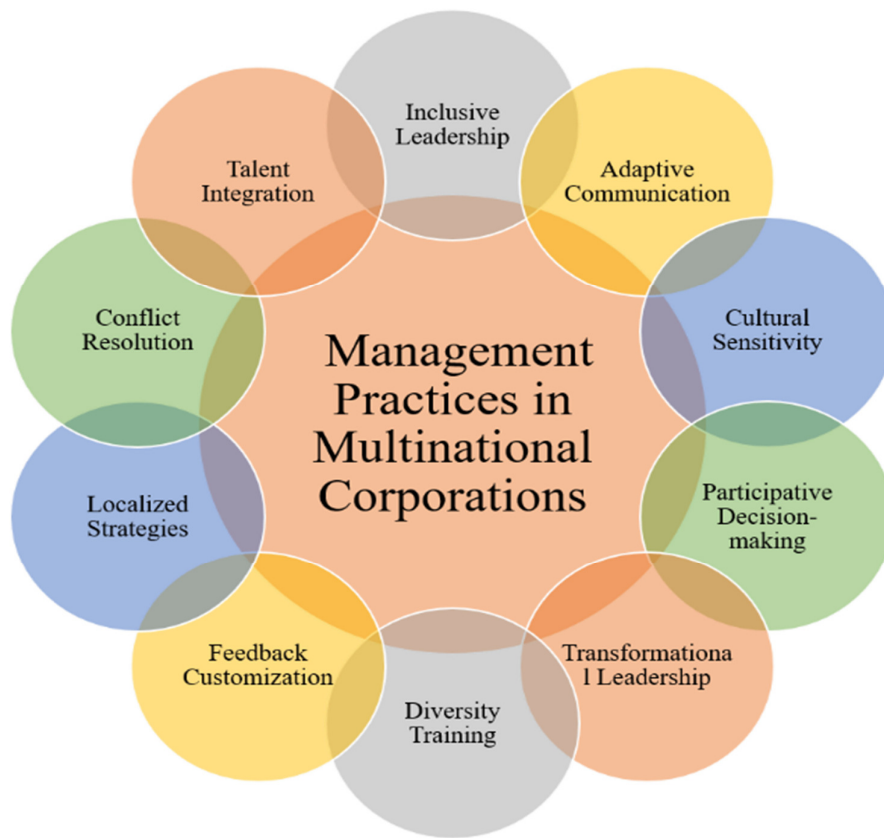 Inclusive
Leadership
Adaptive
Communication
Cultural
Sensitivity
Participative
Decision-
making
Transformationa
l Leadership
Diversity
Training
Feedback
Customization
Localized
Strategies
Conflict
Resolution
Talent
Integration
Management
Practices in
Multinational
Corporations